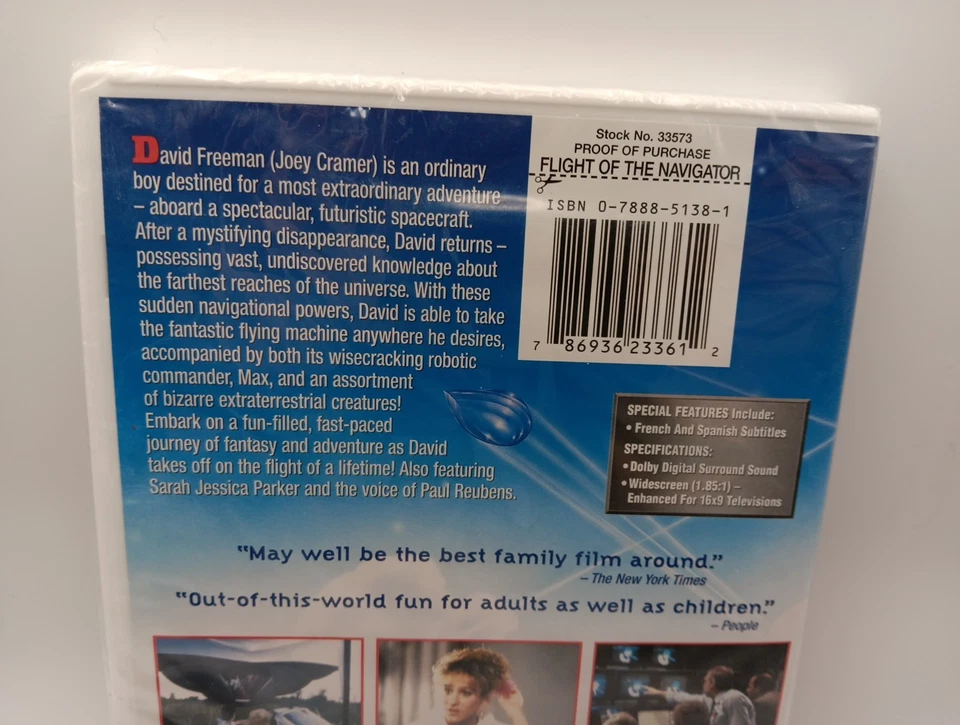 David Freeman (Joey Cramer) is an ordinary
boy destined for a most extraordinary adventure
– aboard a spectacular, futuristic spacecraft.
After a mystifying disappearance, David returns –
possessing vast, undiscovered knowledge about
the farthest reaches of the universe. With these
sudden navigational powers, David is able to take
the fantastic flying machine anywhere he desires,
accompanied by both its wisecracking robotic
commander, Max, and an assortment
of bizarre extraterrestrial creatures!
Embark on a fun-filled, fast-paced
journey of fantasy and adventure as David
takes off on the flight of a lifetime! Also featuring
Sarah Jessica Parker and the voice of Paul Reubens.
Stock No. 33573
PROOF OF PURCHASE
FLIGHT OF THE NAVIGATOR
ISBN 0-7888-5138-1
7 86936 23361 2
SPECIAL FEATURES Include:
• French And Spanish Subtitles
SPECIFICATIONS:
• Dolby Digital Surround Sound
• Widescreen (1.85:1) –
Enhanced For 16x9 Televisions
"May well be the best family film around."
– The New York Times
"Out-of-this-world fun for adults as well as children."
– People